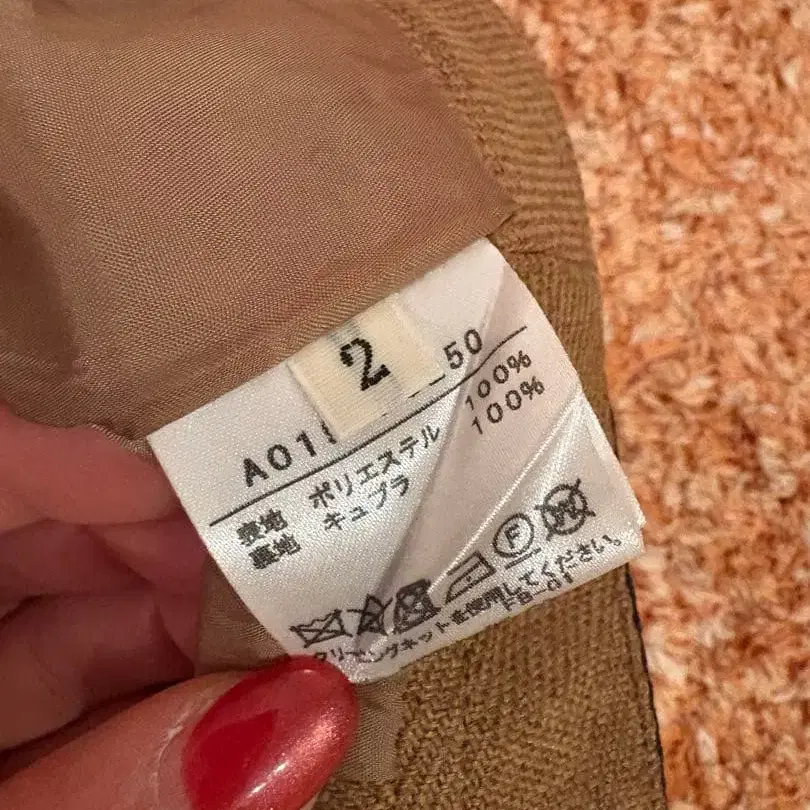 2
A01 50
表地 ポリエステル 100%
裏地 キュプラ 100%
F W
クリーニングネットを使用してください。